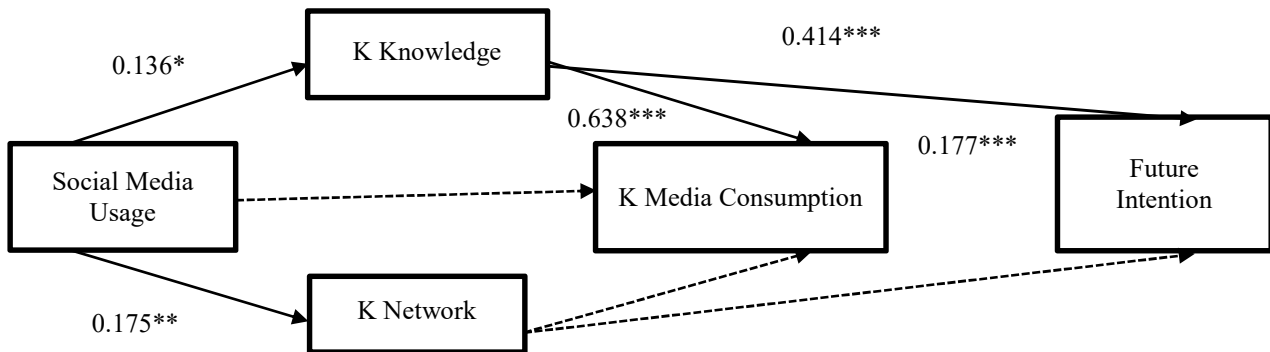 K Knowledge
0.414***
0.136*
0.638***
0.177***
Social Media
Usage
K Media Consumption
Future
Intention
K Network
0.175**